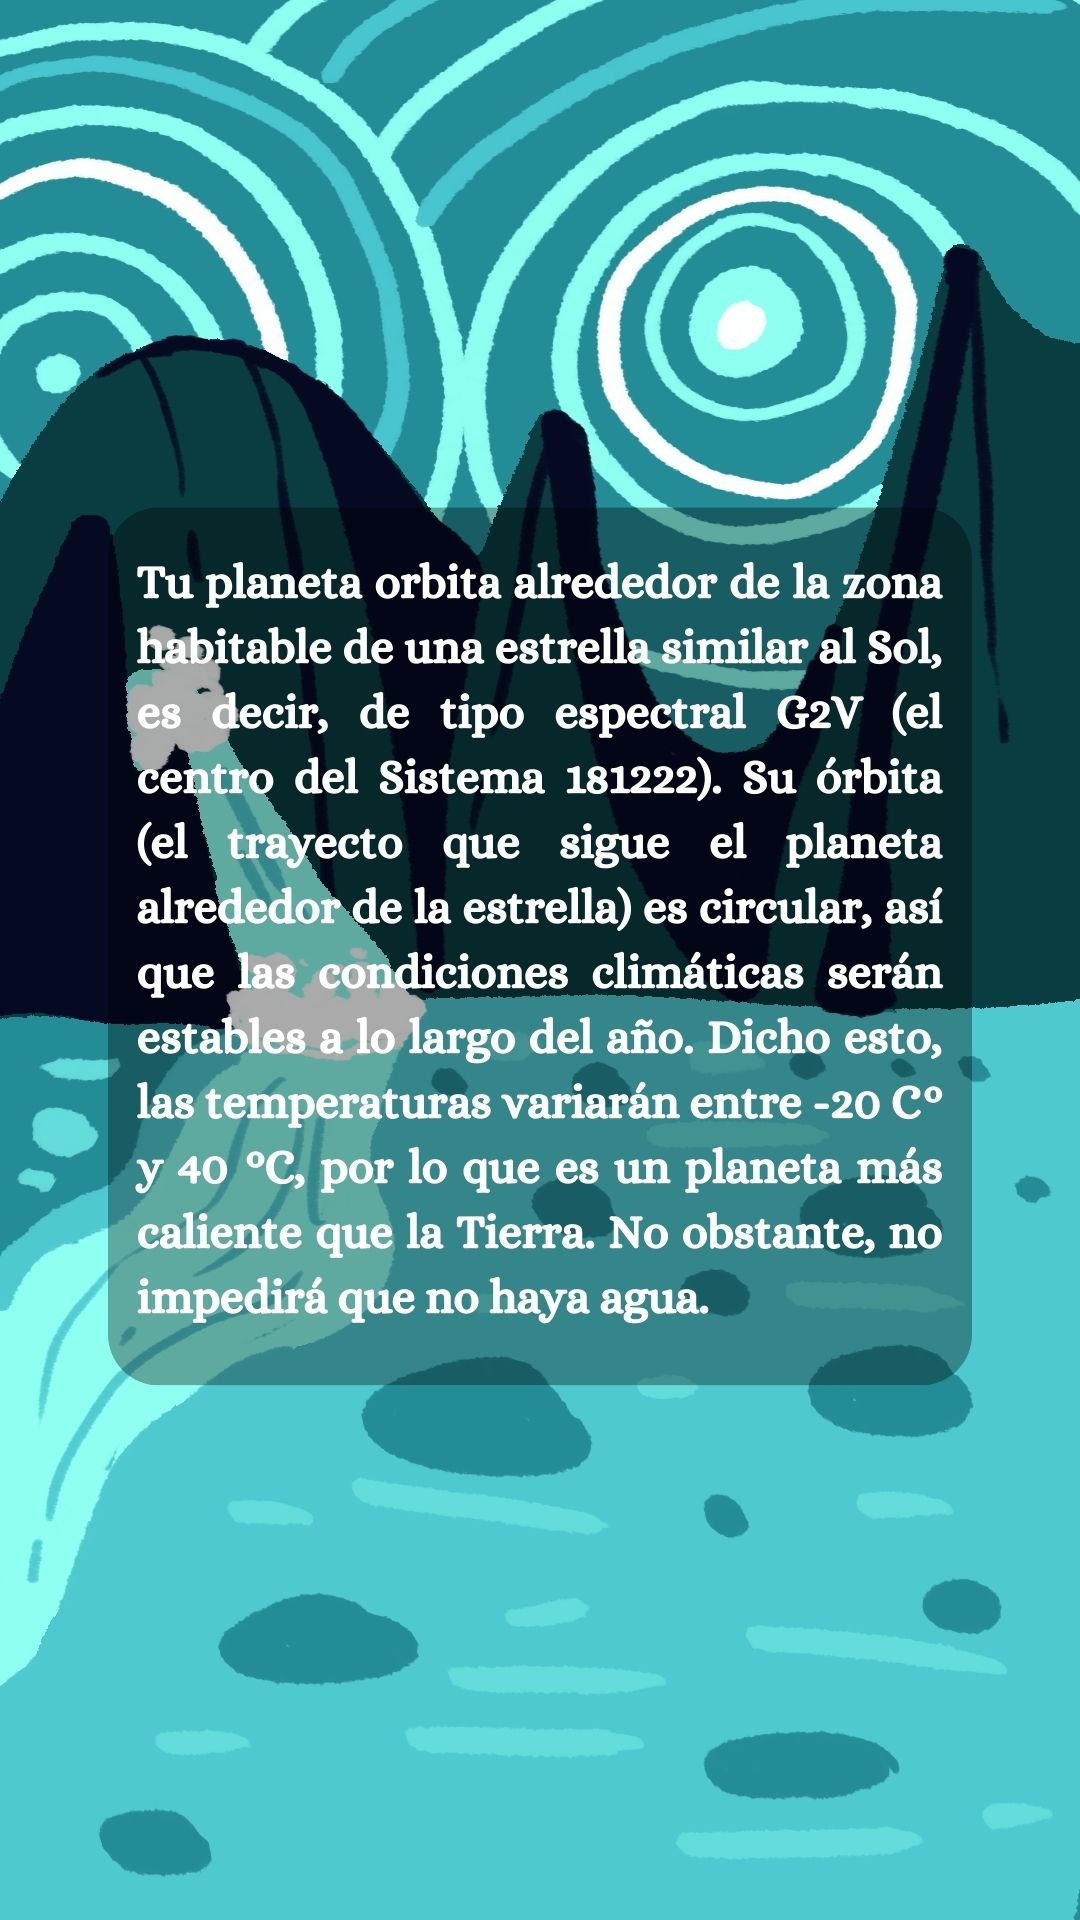 Tu planeta orbita alrededor de la zona
habitable de una estrella similar al Sol,
es decir, de tipo espectral G2V (el
centro del Sistema 181222). Su órbita
(el trayecto que sigue el planeta
alrededor de la estrella) es circular, así
que las condiciones climáticas serán
estables a lo largo del año. Dicho esto,
las temperaturas variarán entre -20 Cº
y 40 ºC, por lo que es un planeta más
caliente que la Tierra. No obstante, no
impedirá que no haya agua.